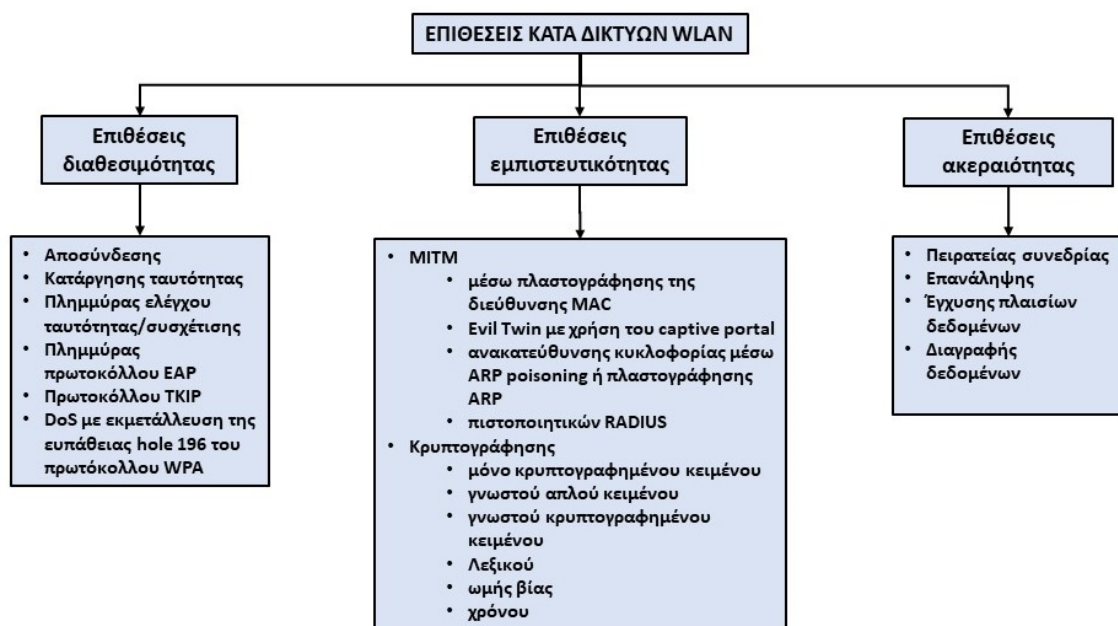 ΕΠΙΘΕΣΕΙΣ ΚΑΤΑ ΔΙΚΤΥΩΝ WLAN
Επιθέσεις
διαθεσιμότητας
• Αποσύνδεσης
• Κατάργησης ταυτότητας
• Πλημμύρας ελέγχου
ταυτότητας/συσχέτισης
• Πλημμύρας
πρωτοκόλλου EAP
• Πρωτοκόλλου TKIP
• DoS με εκμετάλλευση της
ευπάθειας hole 196 του
πρωτόκολλου WPA
Επιθέσεις
εμπιστευτικότητας
• MITM
• μέσω πλαστογράφησης της
διεύθυνσης MAC
• Evil Twin με χρήση του captive portal
• ανακατεύθυνσης κυκλοφορίας μέσω
ARP poisoning ή πλαστογράφησης
ARP
• πιστοποιητικών RADIUS
• Κρυπτογράφησης
• μόνο κρυπτογραφημένου κειμένου
• γνωστού απλού κειμένου
• γνωστού κρυπτογραφημένου
κειμένου
• Λεξικού
• ωμής βίας
• χρόνου
Επιθέσεις
ακεραιότητας
• Πειρατείας συνεδρίας
• Επανάληψης
• Έγχυσης πλαισίων
δεδομένων
• Διαγραφής
δεδομένων